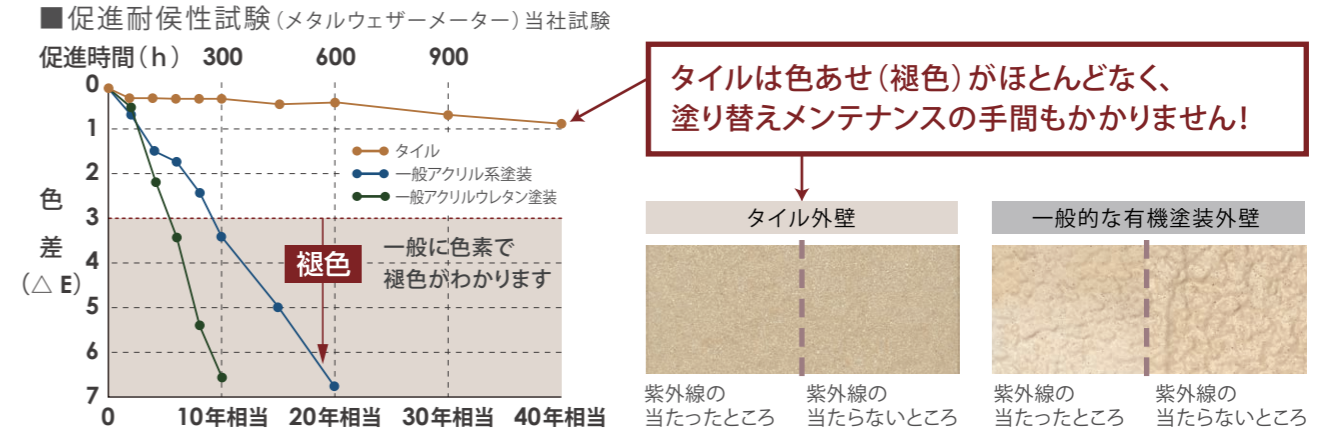 ■促進耐侯性試験(メタルウェザーメーター)当社試験
促進時間(h) 300 600 900
0
1
2
3
4
5
6
7
色
差
(△ E)
タイル
一般アクリル系塗装
一般アクリルウレタン塗装
褪色
一般に色素で
褪色がわかります
0 10年相当 20年相当 30年相当 40年相当
タイルは色あせ(褪色)がほとんどなく、
塗り替えメンテナンスの手間もかかりません!
タイル外壁
紫外線の
当たったところ
紫外線の
当たらないところ
一般的な有機塗装外壁
紫外線の
当たったところ
紫外線の
当たらないところ